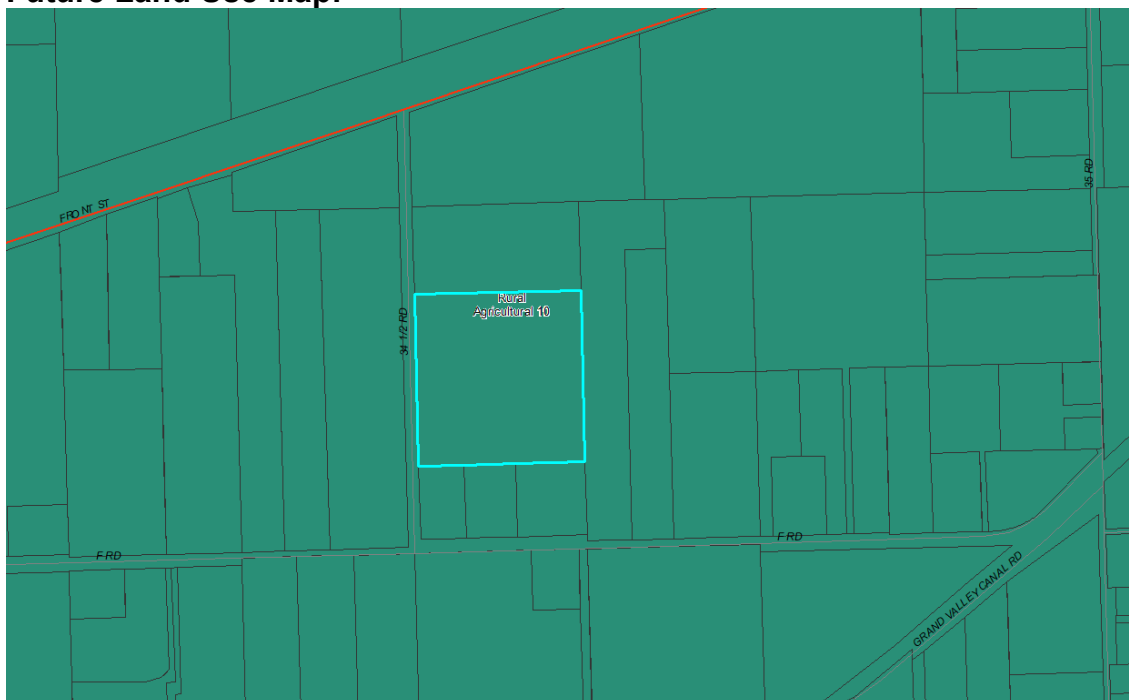 Future Land Use Map:
FRONT ST
35 RD
Rural
Agricultural 10
34 1/2 RD
F RD
F RD
GRAND VALLEY CANAL RD